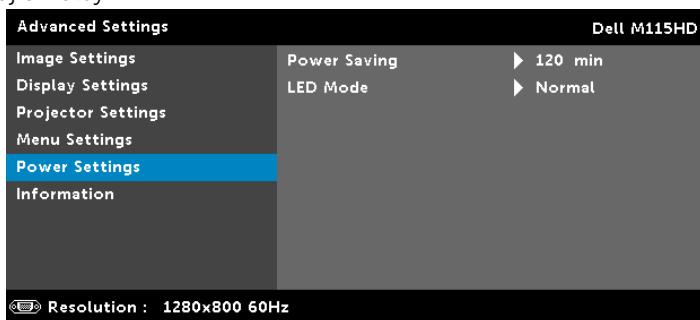 Advanced Settings Dell M115HD
Image Settings Power Saving 120 min
Display Settings LED Mode Normal
Projector Settings
Menu Settings
Power Settings
Information
Resolution : 1280x800 60Hz